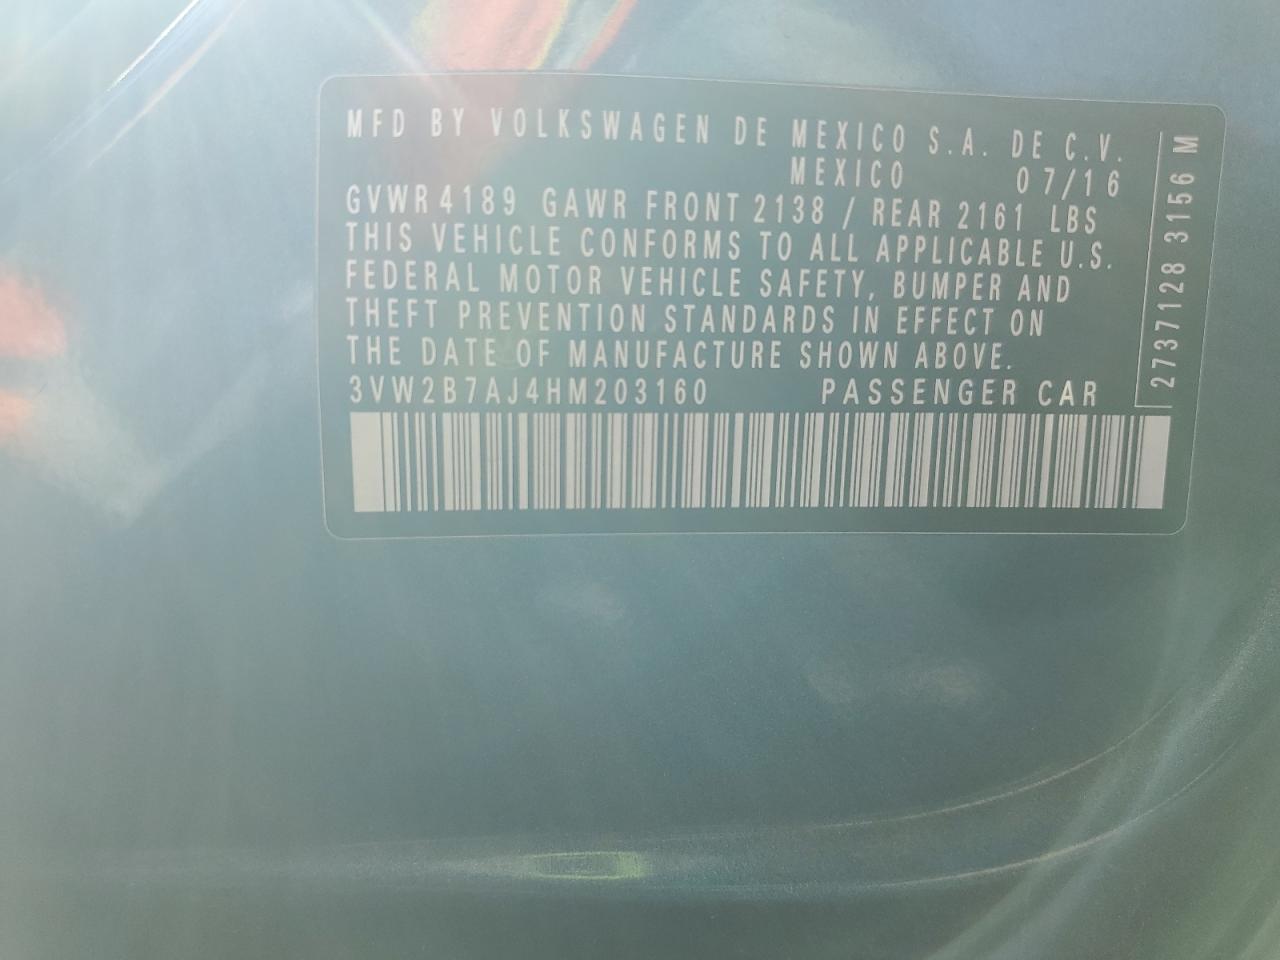 MFD BY VOLKSWAGEN DE MEXICO S.A. DE C.V.
MEXICO 07/16
GVWR 4189 GAWR FRONT 2138 / REAR 2161 LBS
THIS VEHICLE CONFORMS TO ALL APPLICABLE U.S.
FEDERAL MOTOR VEHICLE SAFETY, BUMPER AND
THEFT PREVENTION STANDARDS IN EFFECT ON
THE DATE OF MANUFACTURE SHOWN ABOVE.
3VW2B7AJ4HM203160 PASSENGER CAR
27371128 3156 M